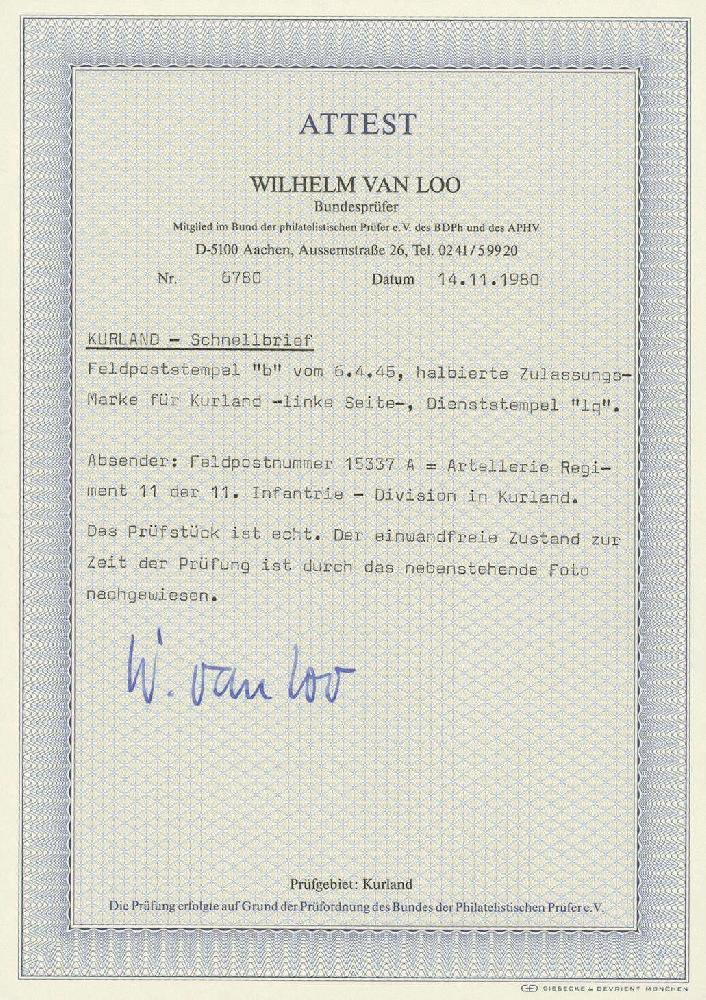 ATTEST
WILHELM VAN LOO
Bundesprüfer
Mitglied im Bund der philatelistischen Prüfer e.V. des BDPh und des APHV
D-5100 Aachen, Aussemstraße 26, Tel. 0241/59920
Nr. 6780 Datum 14.11.1980
KURLAND - Schnellbrief
Feldpoststempel "b" vom 6.4.45, halbierte Zulassungs-
Marke für Kurland -linke Seite-, Dienststempel "lq".
Absender: Feldpostnummer 15337 A = Artellerie Regi-
ment 11 der 11. Infantrie - Division in Kurland.
Das Prüfstück ist echt. Der einwandfreie Zustand zur
Zeit der Prüfung ist durch das nebenstehende Foto
nachgewiesen.
W. van Loo
Prüfgebiet: Kurland
Die Prüfung erfolgte auf Grund der Prüfordnung des Bundes der Philatelistischen Prüfer e.V.
GIESECKE & DEVRIENT MÜNCHEN